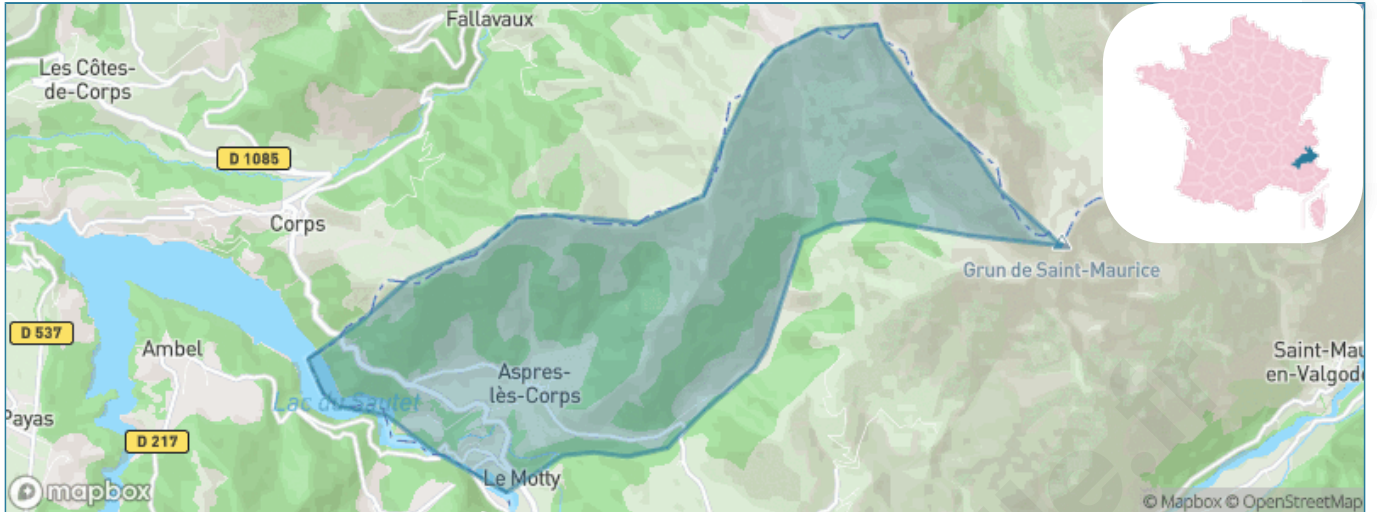 Fallavaux
Les Côtes-
de-Corps
D 1085
Corps
Grun de Saint-Maurice
D 537
Ambel
Aspres-
lès-Corps
Saint-Mau
en-Valgode
Lac du Sautet
Payas
D 217
Le Motty
mapbox
© Mapbox © OpenStreetMap